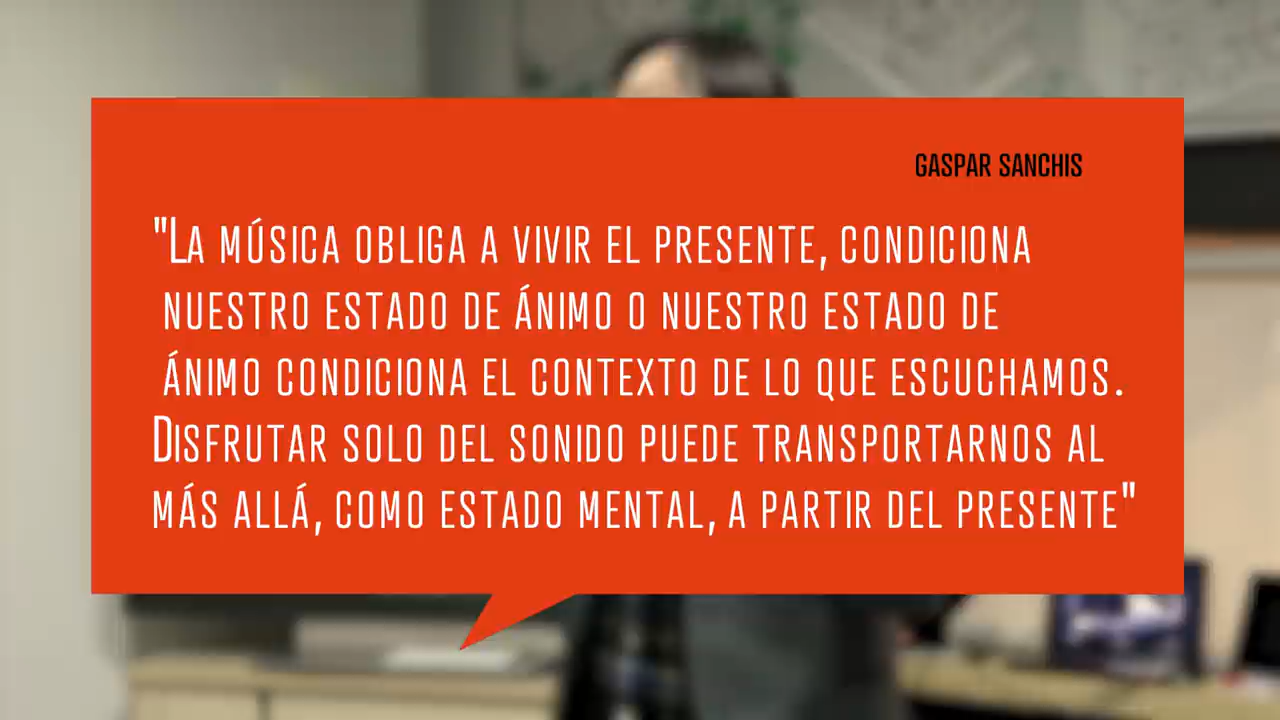 GASPAR SANCHIS
"LA MÚSICA OBLIGA A VIVIR EL PRESENTE, CONDICIONA
NUESTRO ESTADO DE ÁNIMO O NUESTRO ESTADO DE
ÁNIMO CONDICIONA EL CONTEXTO DE LO QUE ESCUCHAMOS.
DISFRUTAR SOLO DEL SONIDO PUEDE TRANSPORTARNOS AL
MÁS ALLÁ, COMO ESTADO MENTAL, A PARTIR DEL PRESENTE"